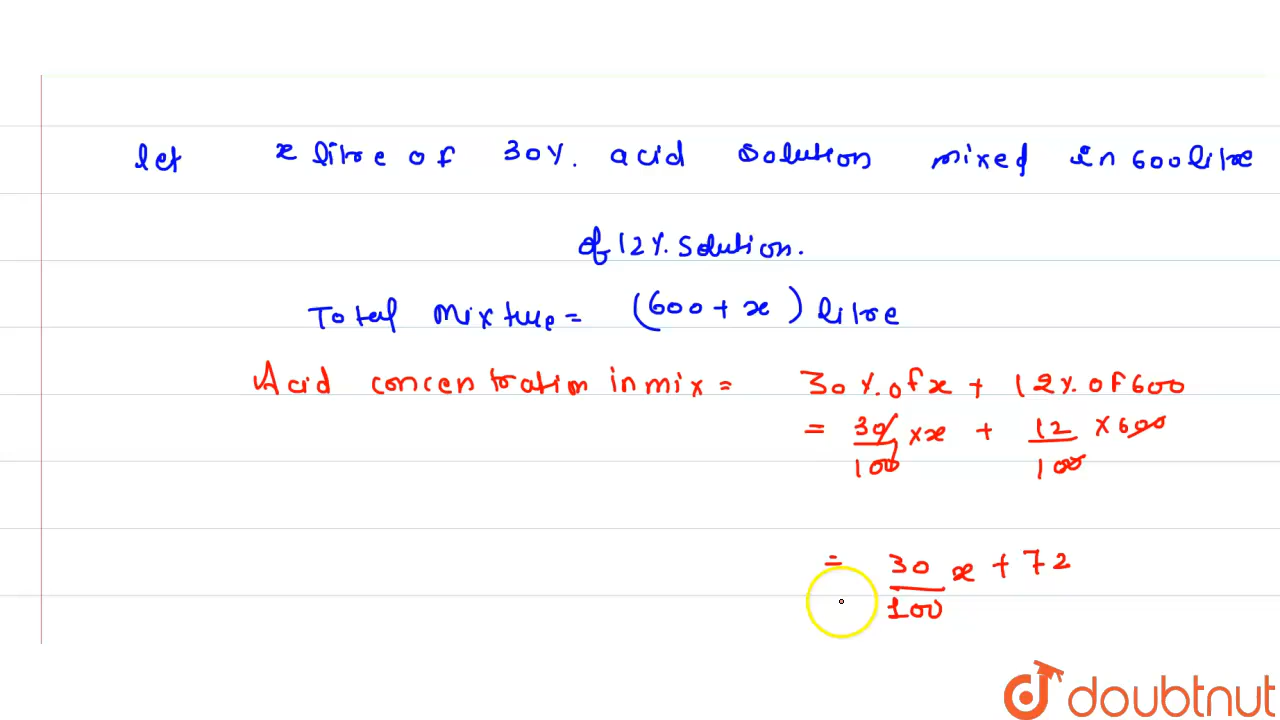 let x litre of 30%. acid solution mixed in 600 litre
of 12%. solution.
Total mixture = (600 + x) litre
Acid concentration in mix = 30%. of x + 12%. of 600
= 30/100 × x + 12/100 × 600
= 30/100 x + 72
doubtnut